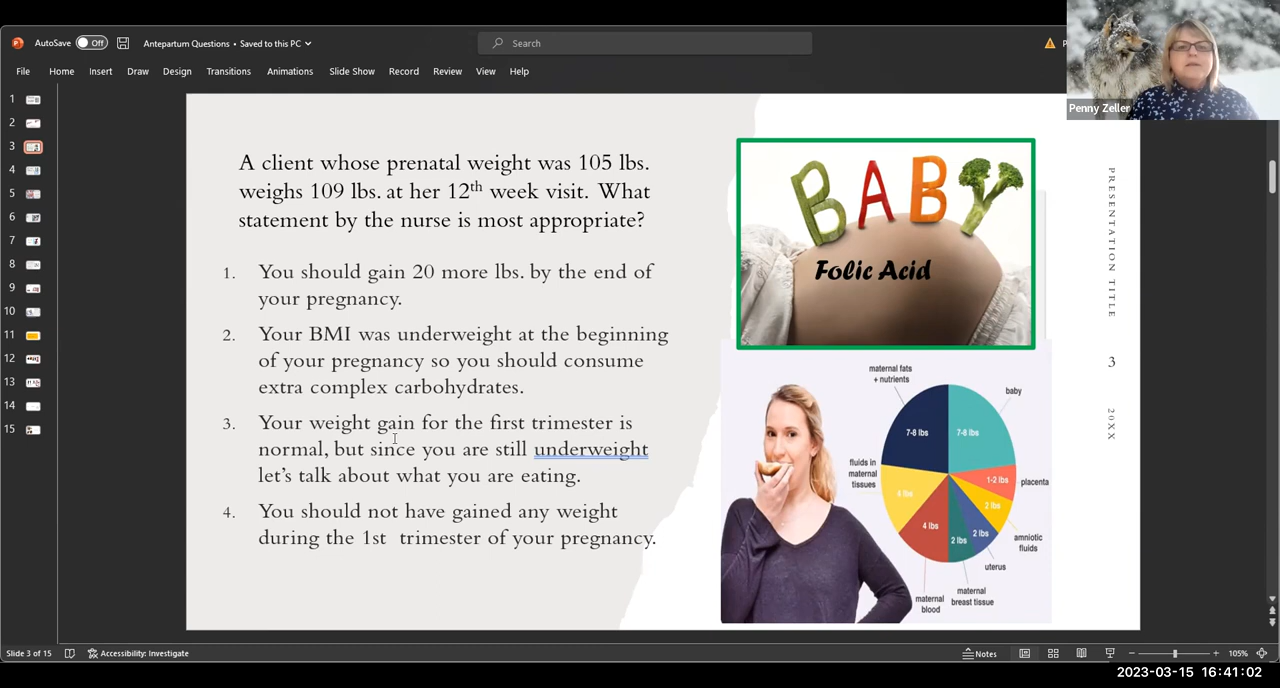 AutoSave Off Antepartum Questions • Saved to this PC Search
Penny Zeller
File Home Insert Draw Design Transitions Animations Slide Show Record Review View Help
1
2
3
4
5
6
7
8
9
10
11
12
13
14
15
A client whose prenatal weight was 105 lbs.
weighs 109 lbs. at her 12th week visit. What
statement by the nurse is most appropriate?
1. You should gain 20 more lbs. by the end of
your pregnancy.
2. Your BMI was underweight at the beginning
of your pregnancy so you should consume
extra complex carbohydrates.
3. Your weight gain for the first trimester is
normal, but since you are still underweight
let's talk about what you are eating.
4. You should not have gained any weight
during the 1st trimester of your pregnancy.
BABY
Folic Acid
maternal fats
+ nutrients
baby
7-8 lbs
7-8 lbs
fluids in
maternal
tissues
1-2 lbs
placenta
2 lbs
4 lbs
2 lbs
2 lbs
amniotic
fluids
uterus
maternal
blood
maternal
breast tissue
PRESENTATION TITLE
3
20XX
Slide 3 of 15 Accessibility: Investigate Notes 105%
2023-03-15 16:41:02